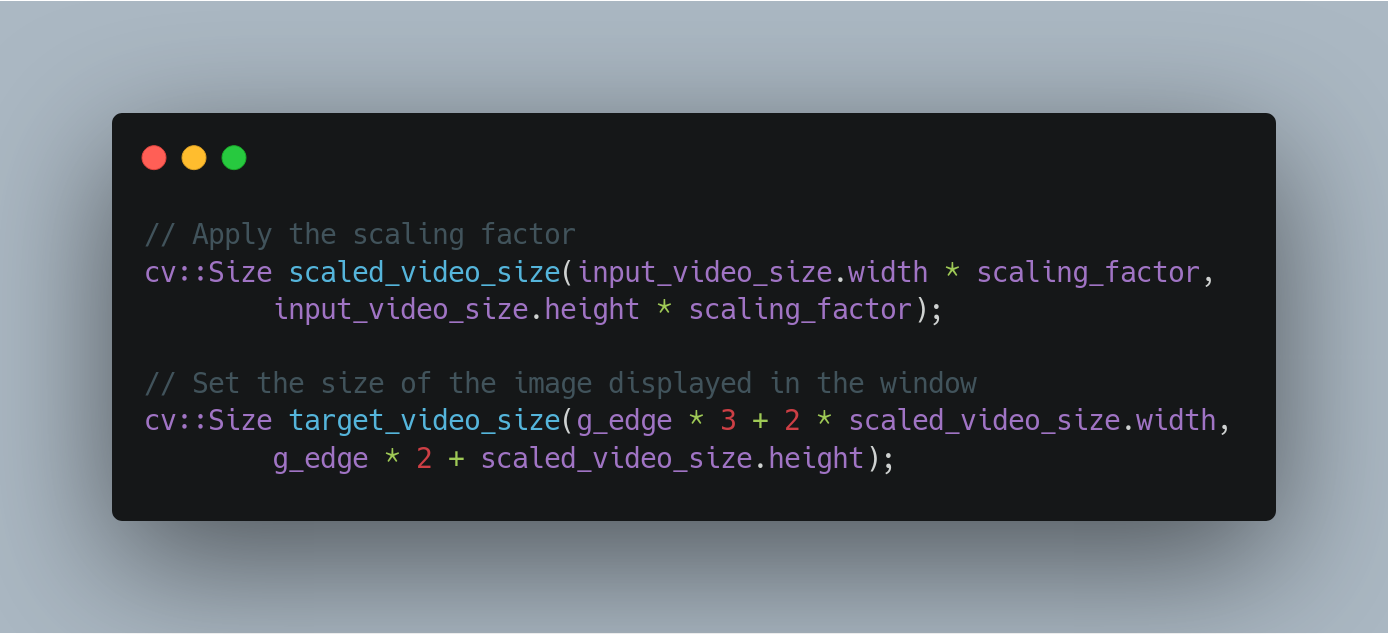 // Apply the scaling factor
cv::Size scaled_video_size(input_video_size.width * scaling_factor,
        input_video_size.height * scaling_factor);

// Set the size of the image displayed in the window
cv::Size target_video_size(g_edge * 3 + 2 * scaled_video_size.width,
        g_edge * 2 + scaled_video_size.height);